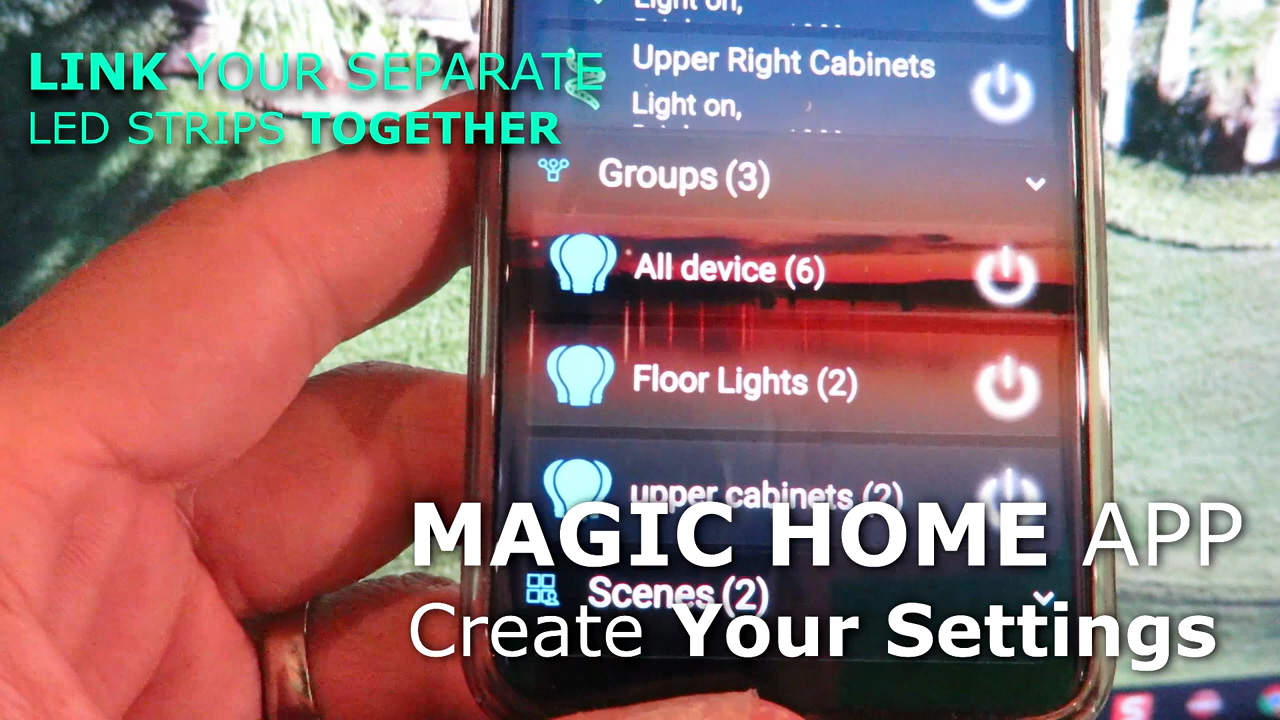 Light on,
LINK YOUR SEPARATE
LED STRIPS TOGETHER
Upper Right Cabinets
Light on,
Groups (3)
All device (6)
Floor Lights (2)
upper cabinets (2)
MAGIC HOME APP
Scenes (2)
Create Your Settings